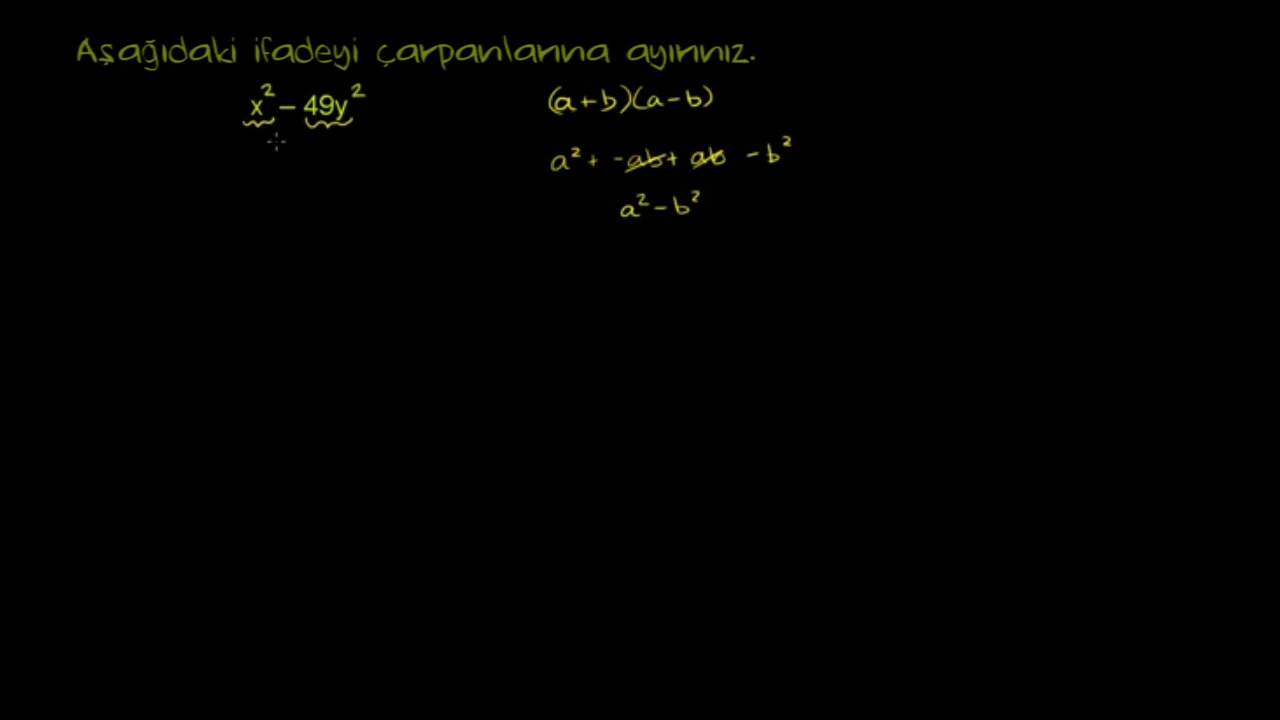 Aşağıdaki ifadeyi çarpanlarına ayırınız.
x² – 49y²
(a+b)(a-b)
a² + -ab + ab - b²
a² - b²